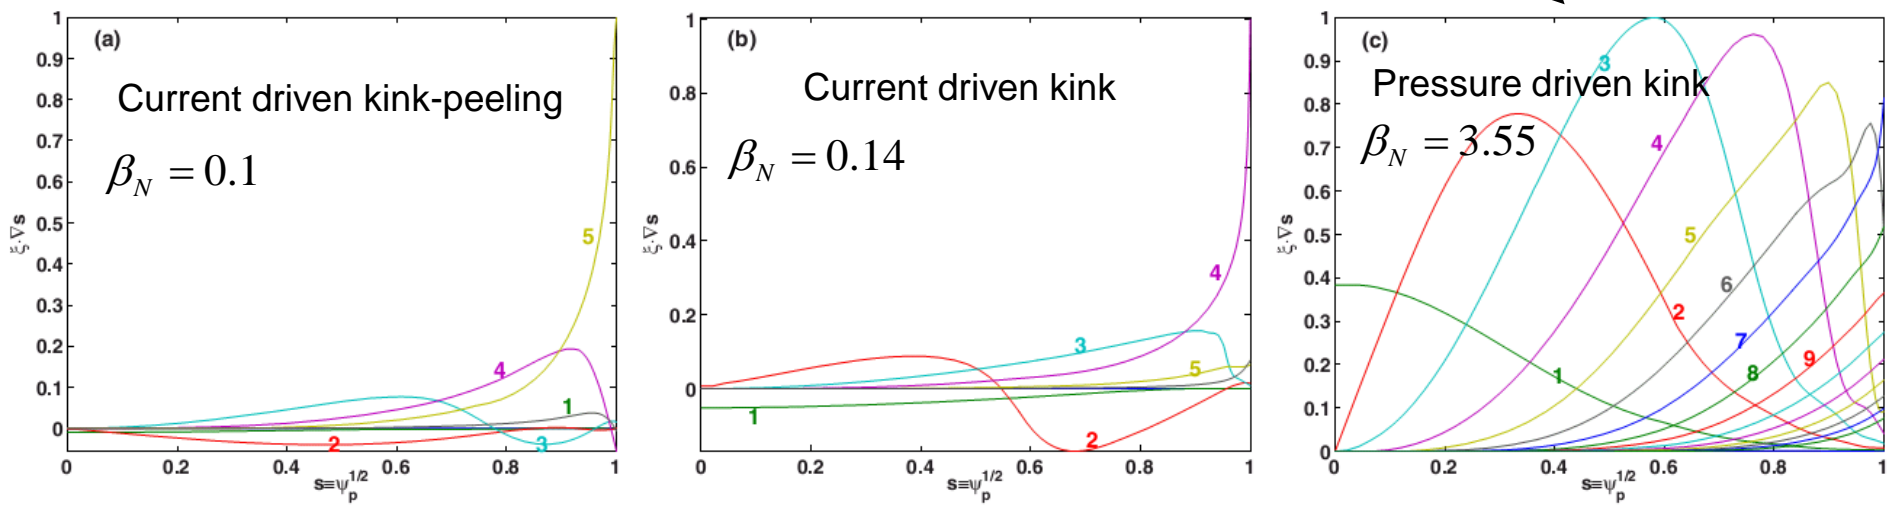 (a)
Current driven kink-peeling
βN = 0.1
1
0.9
0.8
0.7
0.6
0.5
0.4
0.3
0.2
0.1
0
ξ·∇s
5
4
1
2
3
0 0.2 0.4 0.6 0.8 1
s≡ψp^1/2
(b)
Current driven kink
βN = 0.14
1
0.8
0.6
0.4
0.2
0
ξ·∇s
4
3
5
1
2
0 0.2 0.4 0.6 0.8 1
s≡ψp^1/2
(c)
Pressure driven kink
βN = 3.55
1
0.9
0.8
0.7
0.6
0.5
0.4
0.3
0.2
0.1
0
ξ·∇s
3
4
5
6
2
7
9
1
8
0 0.2 0.4 0.6 0.8 1
s≡ψp^1/2